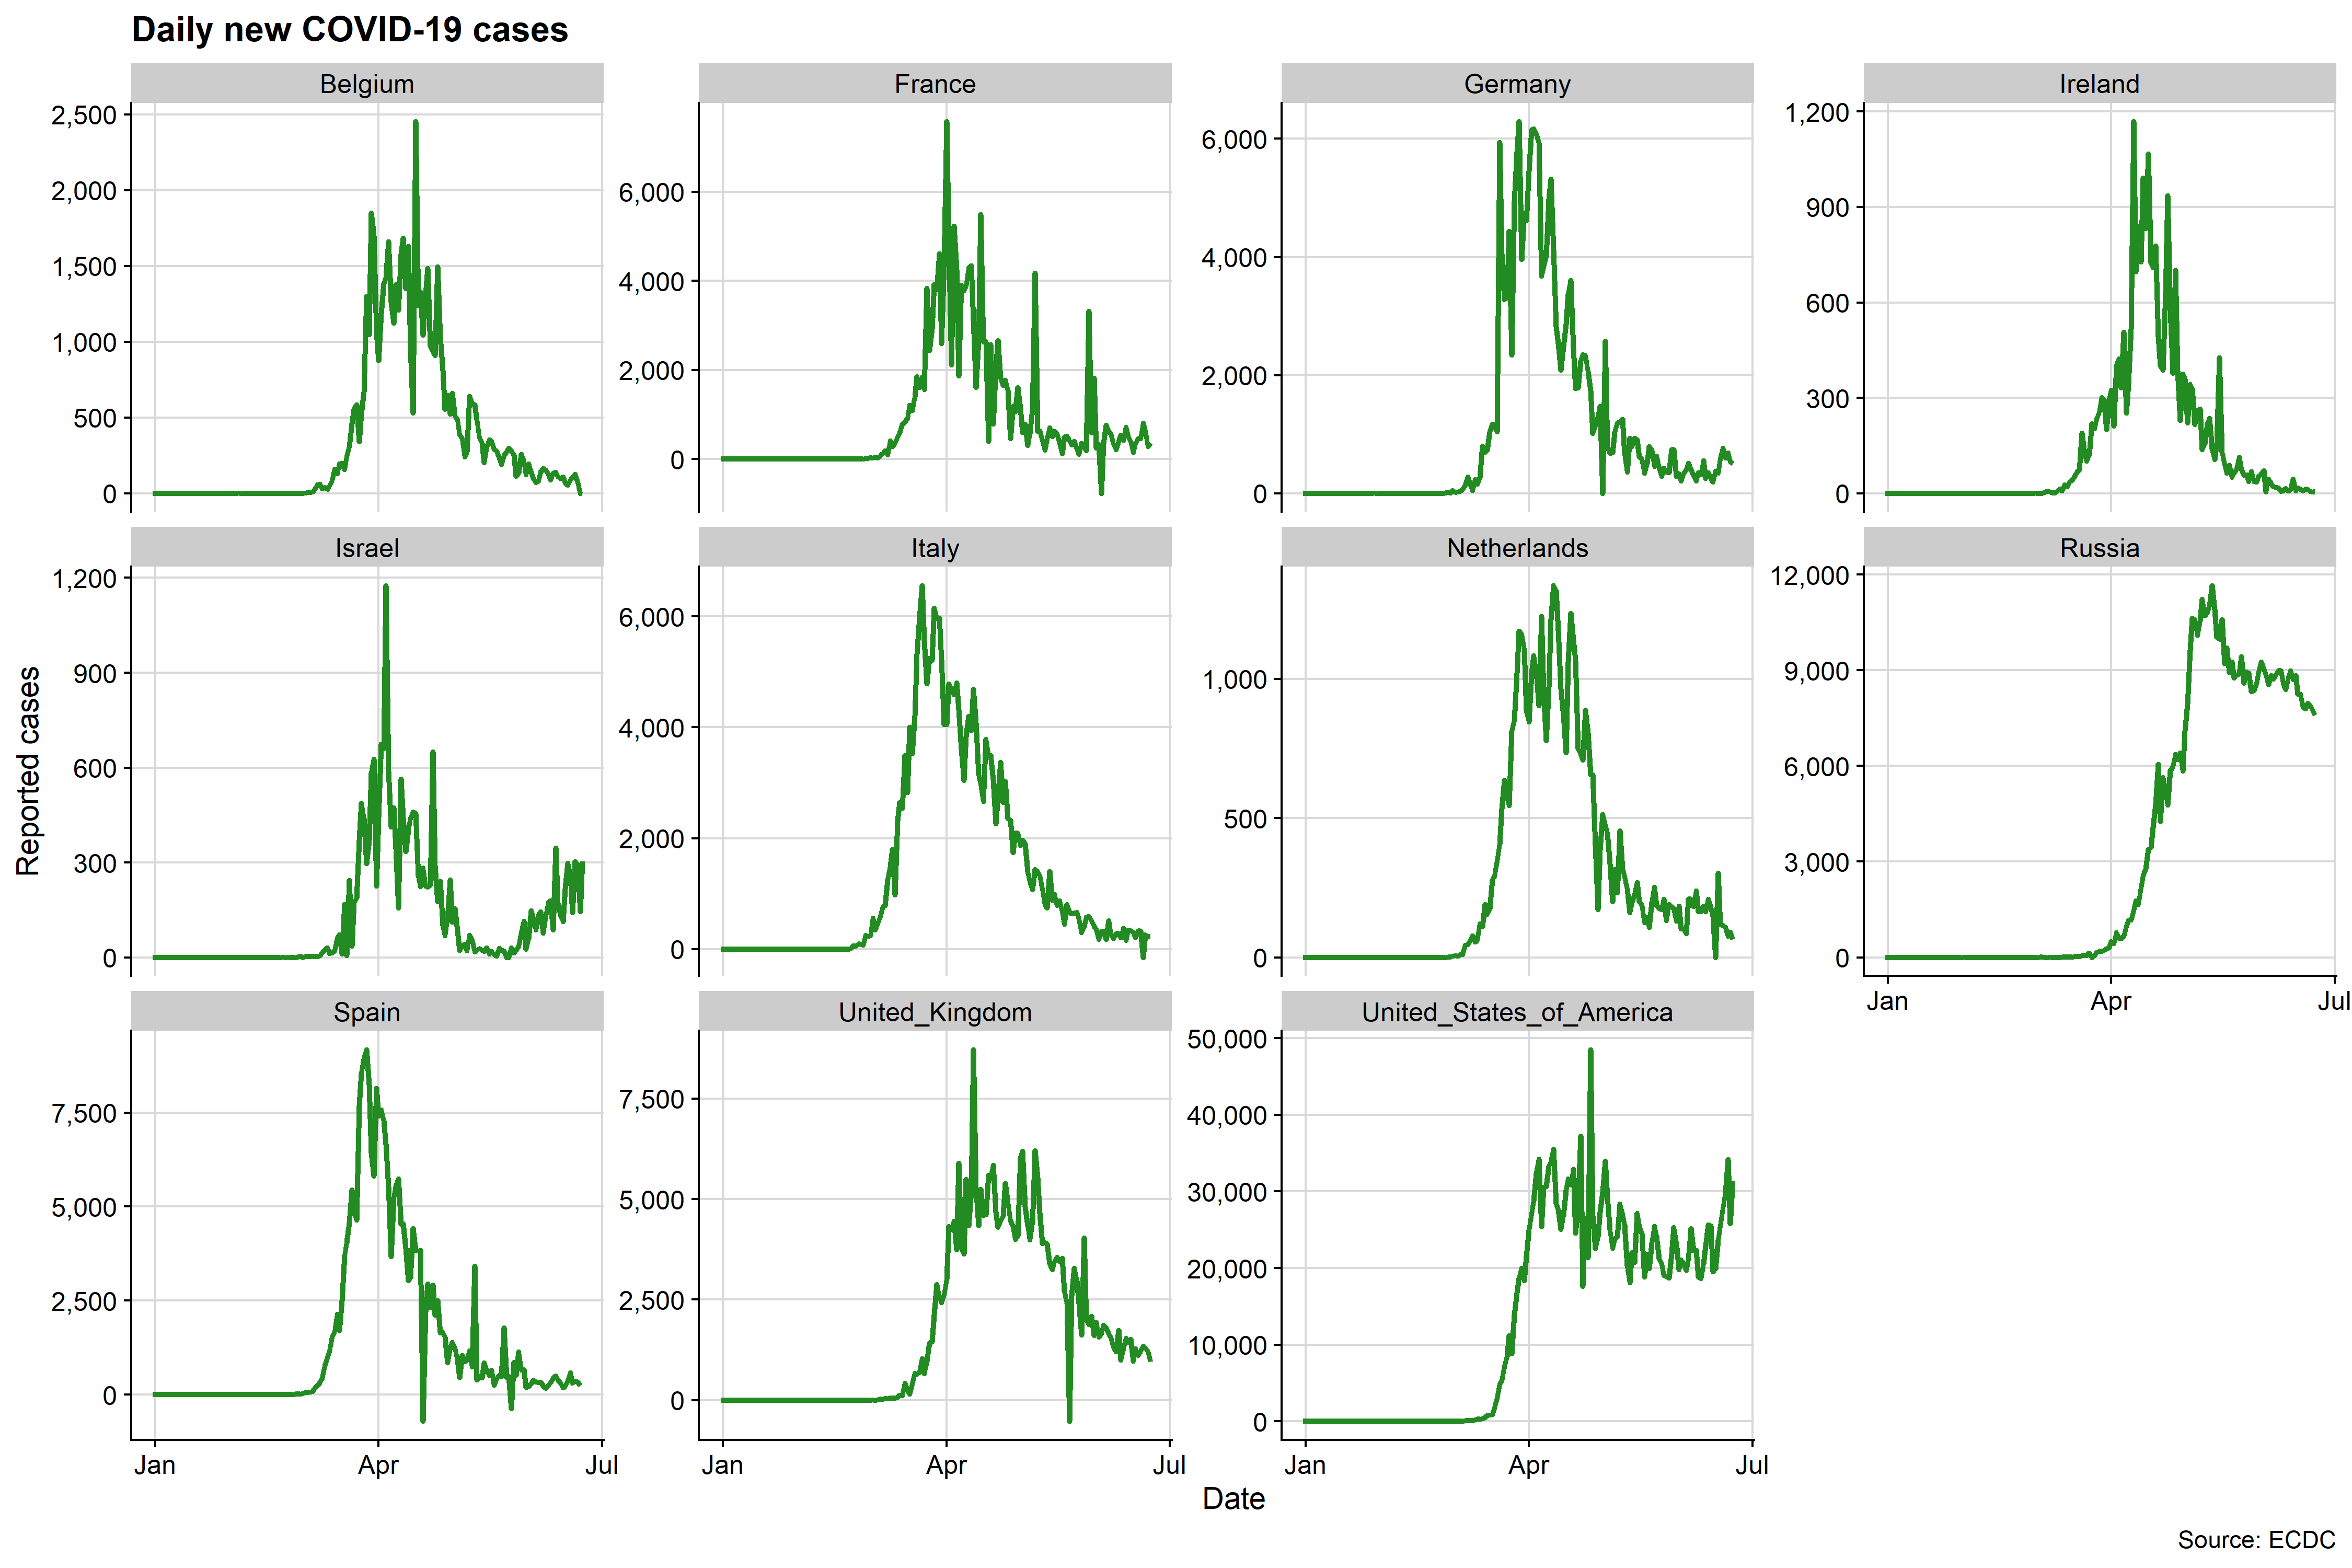 Daily new COVID-19 cases
Belgium
France
Germany
Ireland
2,500
2,000
1,500
1,000
500
0
6,000
4,000
2,000
0
6,000
4,000
2,000
0
1,200
900
600
300
0
Israel
Italy
Netherlands
Russia
1,200
900
600
300
0
6,000
4,000
2,000
0
1,000
500
0
12,000
9,000
6,000
3,000
0
Jan Apr Jul
Spain
United_Kingdom
United_States_of_America
7,500
5,000
2,500
0
7,500
5,000
2,500
0
50,000
40,000
30,000
20,000
10,000
0
Jan Apr Jul
Jan Apr Jul
Jan Apr Jul
Reported cases
Date
Source: ECDC